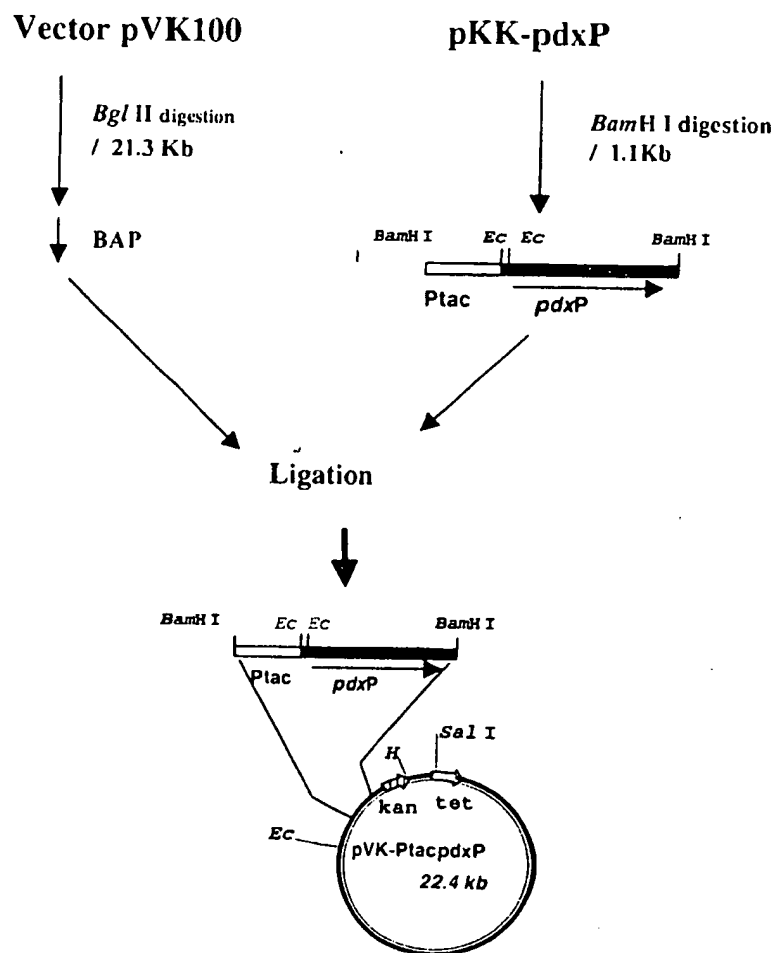 Vector pVK100
pKK-pdxP
Bgl II digestion
/ 21.3 Kb
BamH I digestion
/ 1.1Kb
BAP
BamH I
Ec
Ec
BamH I
Ptac
pdxP
Ligation
BamH I
Ec
Ec
BamH I
Ptac
pdxP
Sal I
H
kan
tet
Ec
pVK-PtacpdxP
22.4 kb